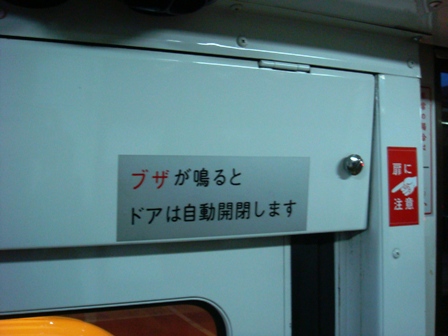 ブザが鳴ると
ドアは自動開閉します
扉に
注意